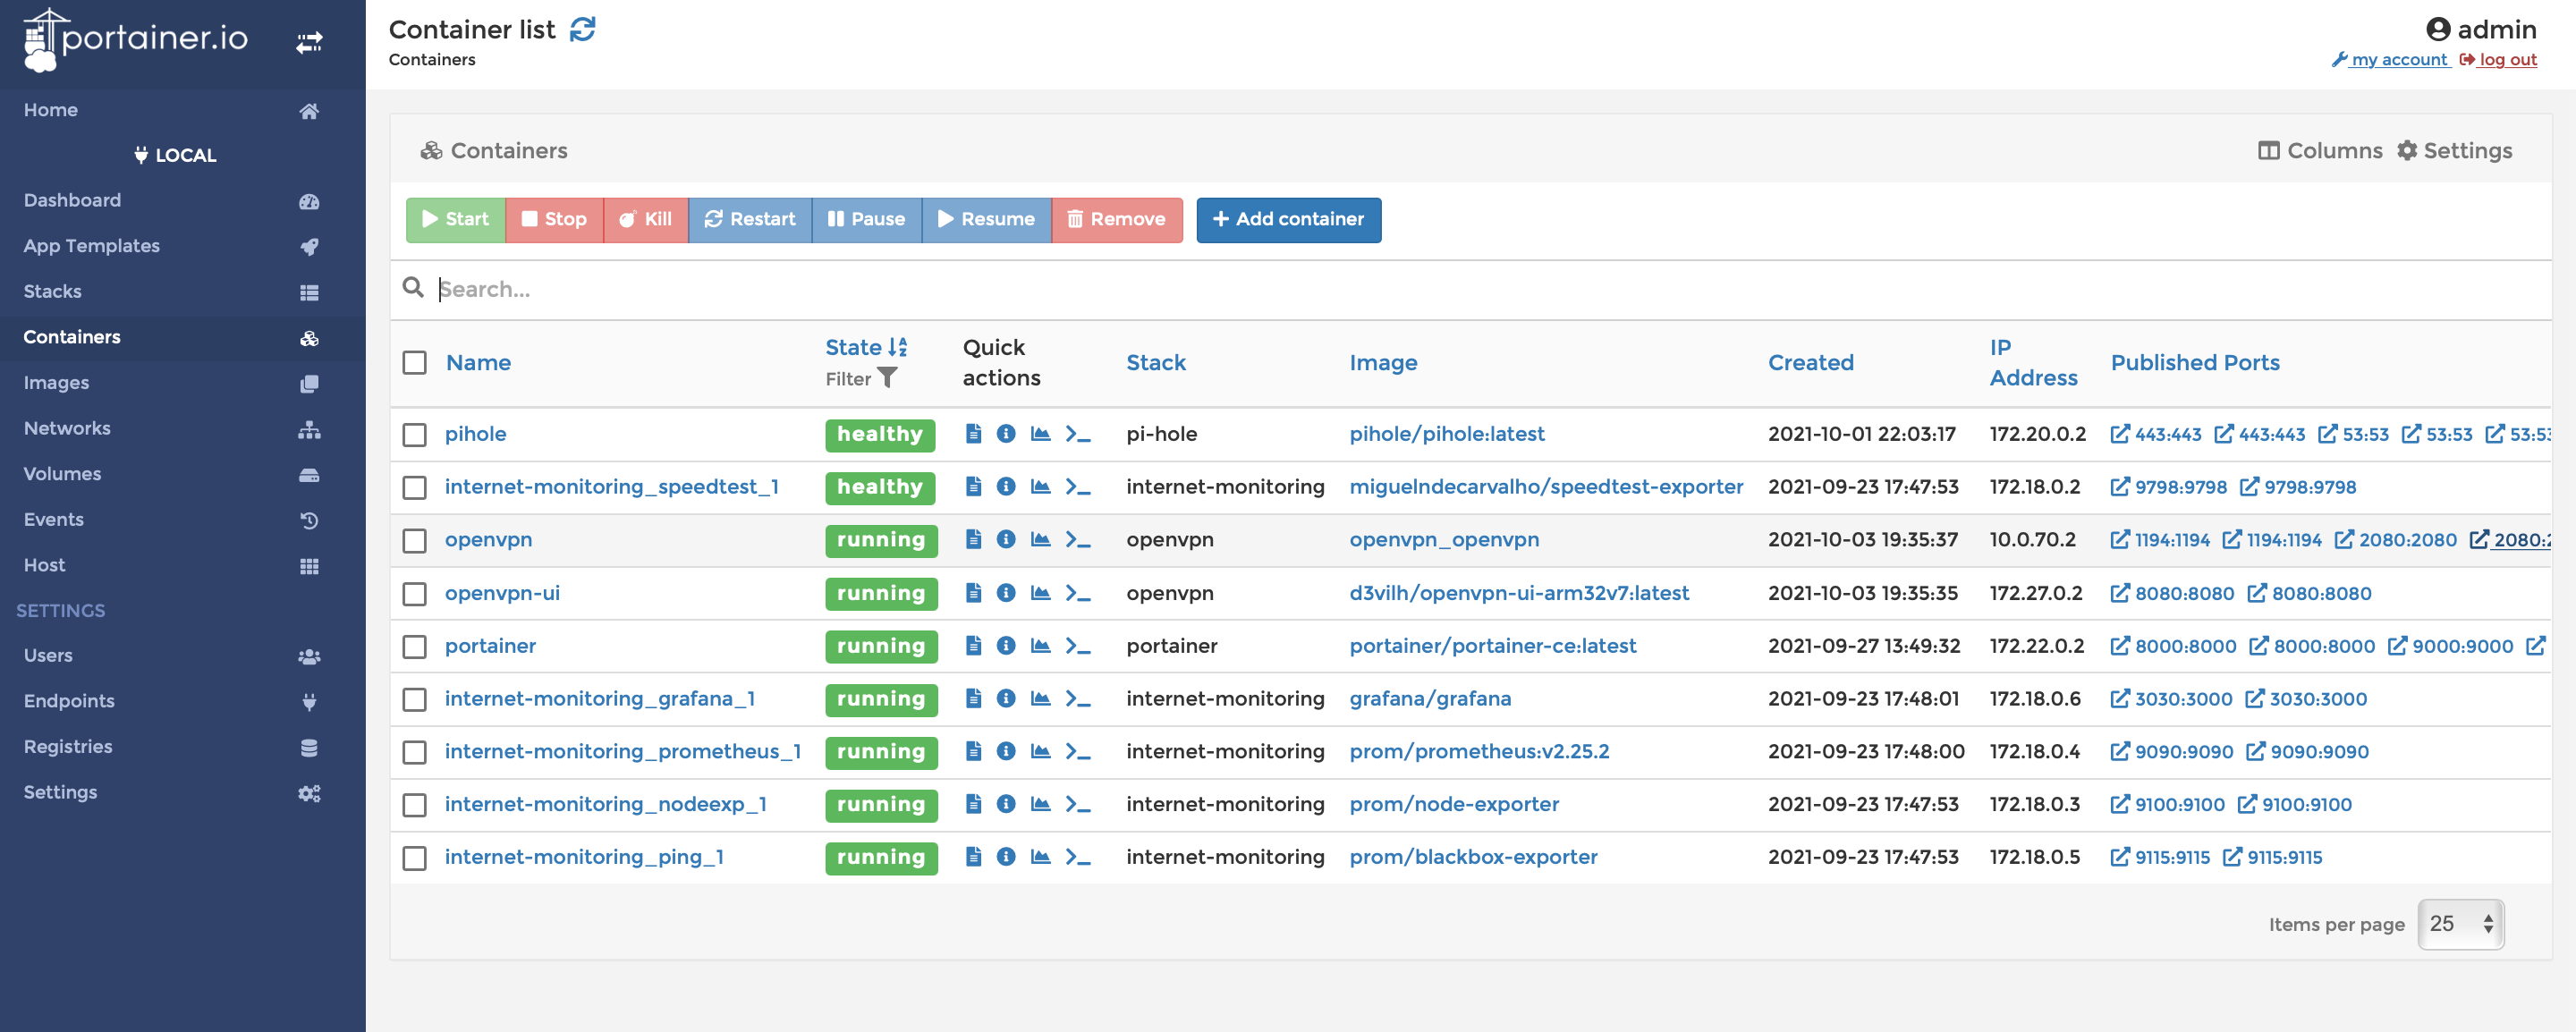 portainer.io
Home
LOCAL
Dashboard
App Templates
Stacks
Containers
Images
Networks
Volumes
Events
Host
SETTINGS
Users
Endpoints
Registries
Settings
Container list
Containers
admin
my account log out
Containers
Columns Settings
Start Stop Kill Restart Pause Resume Remove Add container
Search...
Name State Filter Quick actions Stack Image Created IP Address Published Ports
pihole healthy pi-hole pihole/pihole:latest 2021-10-01 22:03:17 172.20.0.2 443:443 443:443 53:53 53:53 53:53
internet-monitoring_speedtest_1 healthy internet-monitoring miguelndecarvalho/speedtest-exporter 2021-09-23 17:47:53 172.18.0.2 9798:9798 9798:9798
openvpn running openvpn openvpn_openvpn 2021-10-03 19:35:37 10.0.70.2 1194:1194 1194:1194 2080:2080 2080:2
openvpn-ui running openvpn d3vilh/openvpn-ui-arm32v7:latest 2021-10-03 19:35:35 172.27.0.2 8080:8080 8080:8080
portainer running portainer portainer/portainer-ce:latest 2021-09-27 13:49:32 172.22.0.2 8000:8000 8000:8000 9000:9000
internet-monitoring_grafana_1 running internet-monitoring grafana/grafana 2021-09-23 17:48:01 172.18.0.6 3030:3000 3030:3000
internet-monitoring_prometheus_1 running internet-monitoring prom/prometheus:v2.25.2 2021-09-23 17:48:00 172.18.0.4 9090:9090 9090:9090
internet-monitoring_nodeexp_1 running internet-monitoring prom/node-exporter 2021-09-23 17:47:53 172.18.0.3 9100:9100 9100:9100
internet-monitoring_ping_1 running internet-monitoring prom/blackbox-exporter 2021-09-23 17:47:53 172.18.0.5 9115:9115 9115:9115
Items per page 25